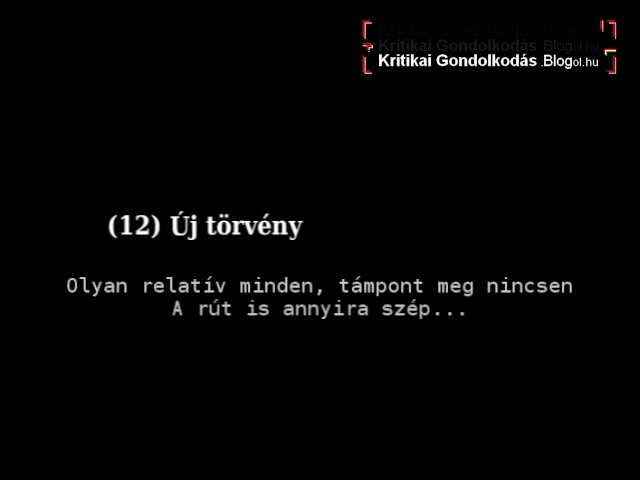 Kritikai Gondolkodás Blogol.hu
Kritikai Gondolkodás.Blogol.hu
(12) Új törvény
Olyan relatív minden, támpont meg nincsen
A rút is annyira szép...